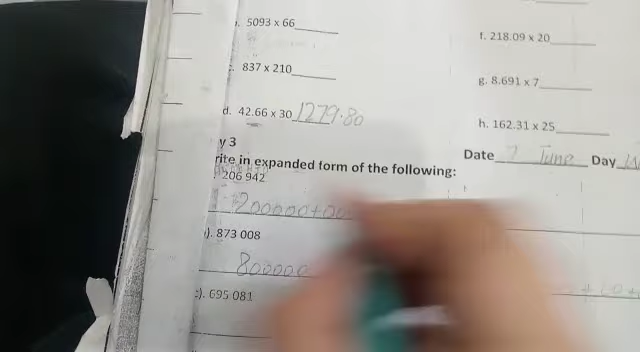 5093 x 66
837 x 210
d. 42.66 x 30 1279.80
f. 218.09 x 20
g. 8.691 x 7
h. 162.31 x 25
y 3
Date 7 June Day
rite in expanded form of the following:
206 942
200000+00
). 873 008
800000
). 695 081